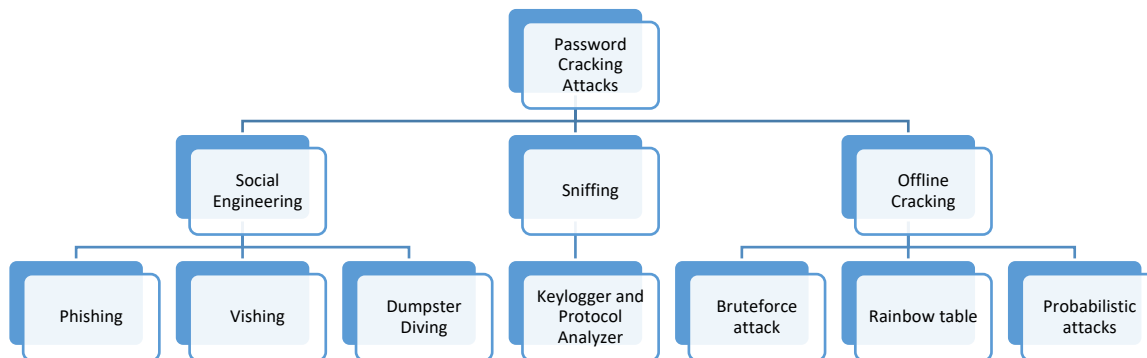 Password
Cracking
Attacks
Social
Engineering
Sniffing
Offline
Cracking
Phishing
Vishing
Dumpster
Diving
Keylogger and
Protocol
Analyzer
Bruteforce
attack
Rainbow table
Probabilistic
attacks